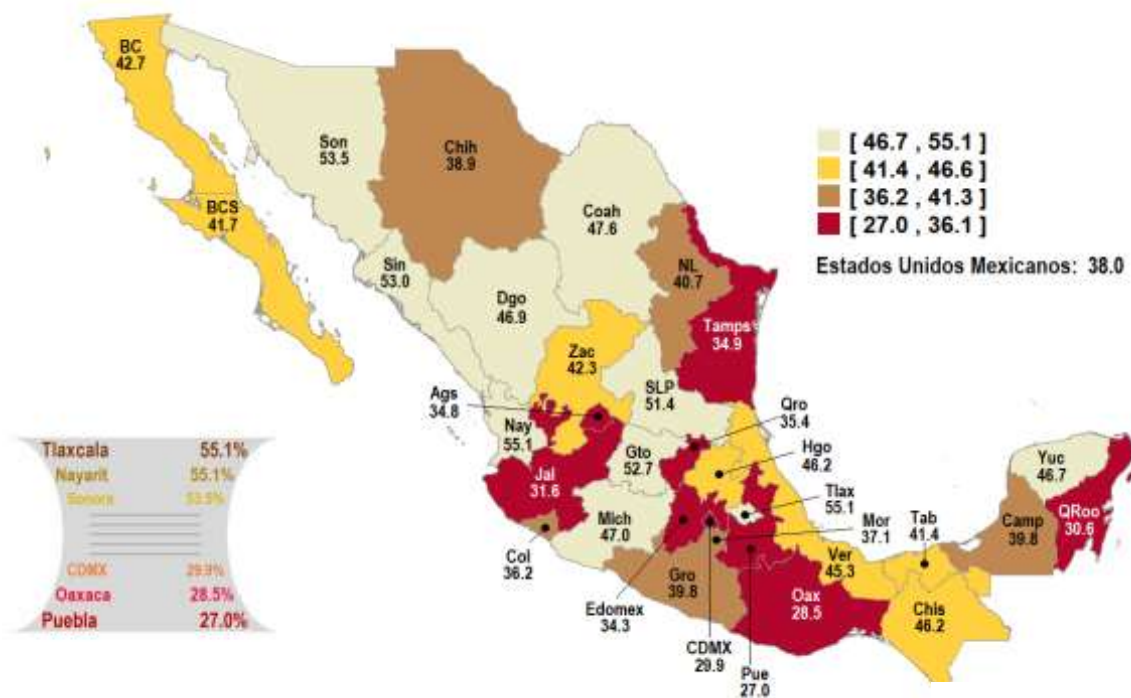 BC
42.7
Son
53.5
Chih
38.9
[ 46.7 , 55.1 ]
[ 41.4 , 46.6 ]
[ 36.2 , 41.3 ]
[ 27.0 , 36.1 ]
Estados Unidos Mexicanos: 38.0
BCS
41.7
Coah
47.6
Sin
53.0
NL
40.7
Dgo
46.9
Tamps
34.9
Zac
42.3
SLP
51.4
Ags
34.8
Qro
35.4
Nay
55.1
Gto
52.7
Hgo
46.2
Yuc
46.7
Jal
31.6
Tlax
55.1
QRoo
30.6
Mich
47.0
Mor
37.1
Tab
41.4
Camp
39.8
Col
36.2
Ver
45.3
Gro
39.8
Oax
28.5
Chis
46.2
Edomex
34.3
CDMX
29.9
Pue
27.0
Tlaxcala 55.1%
Nayarit 55.1%
Sonora 53.5%
CDMX 29.9%
Oaxaca 28.5%
Puebla 27.0%